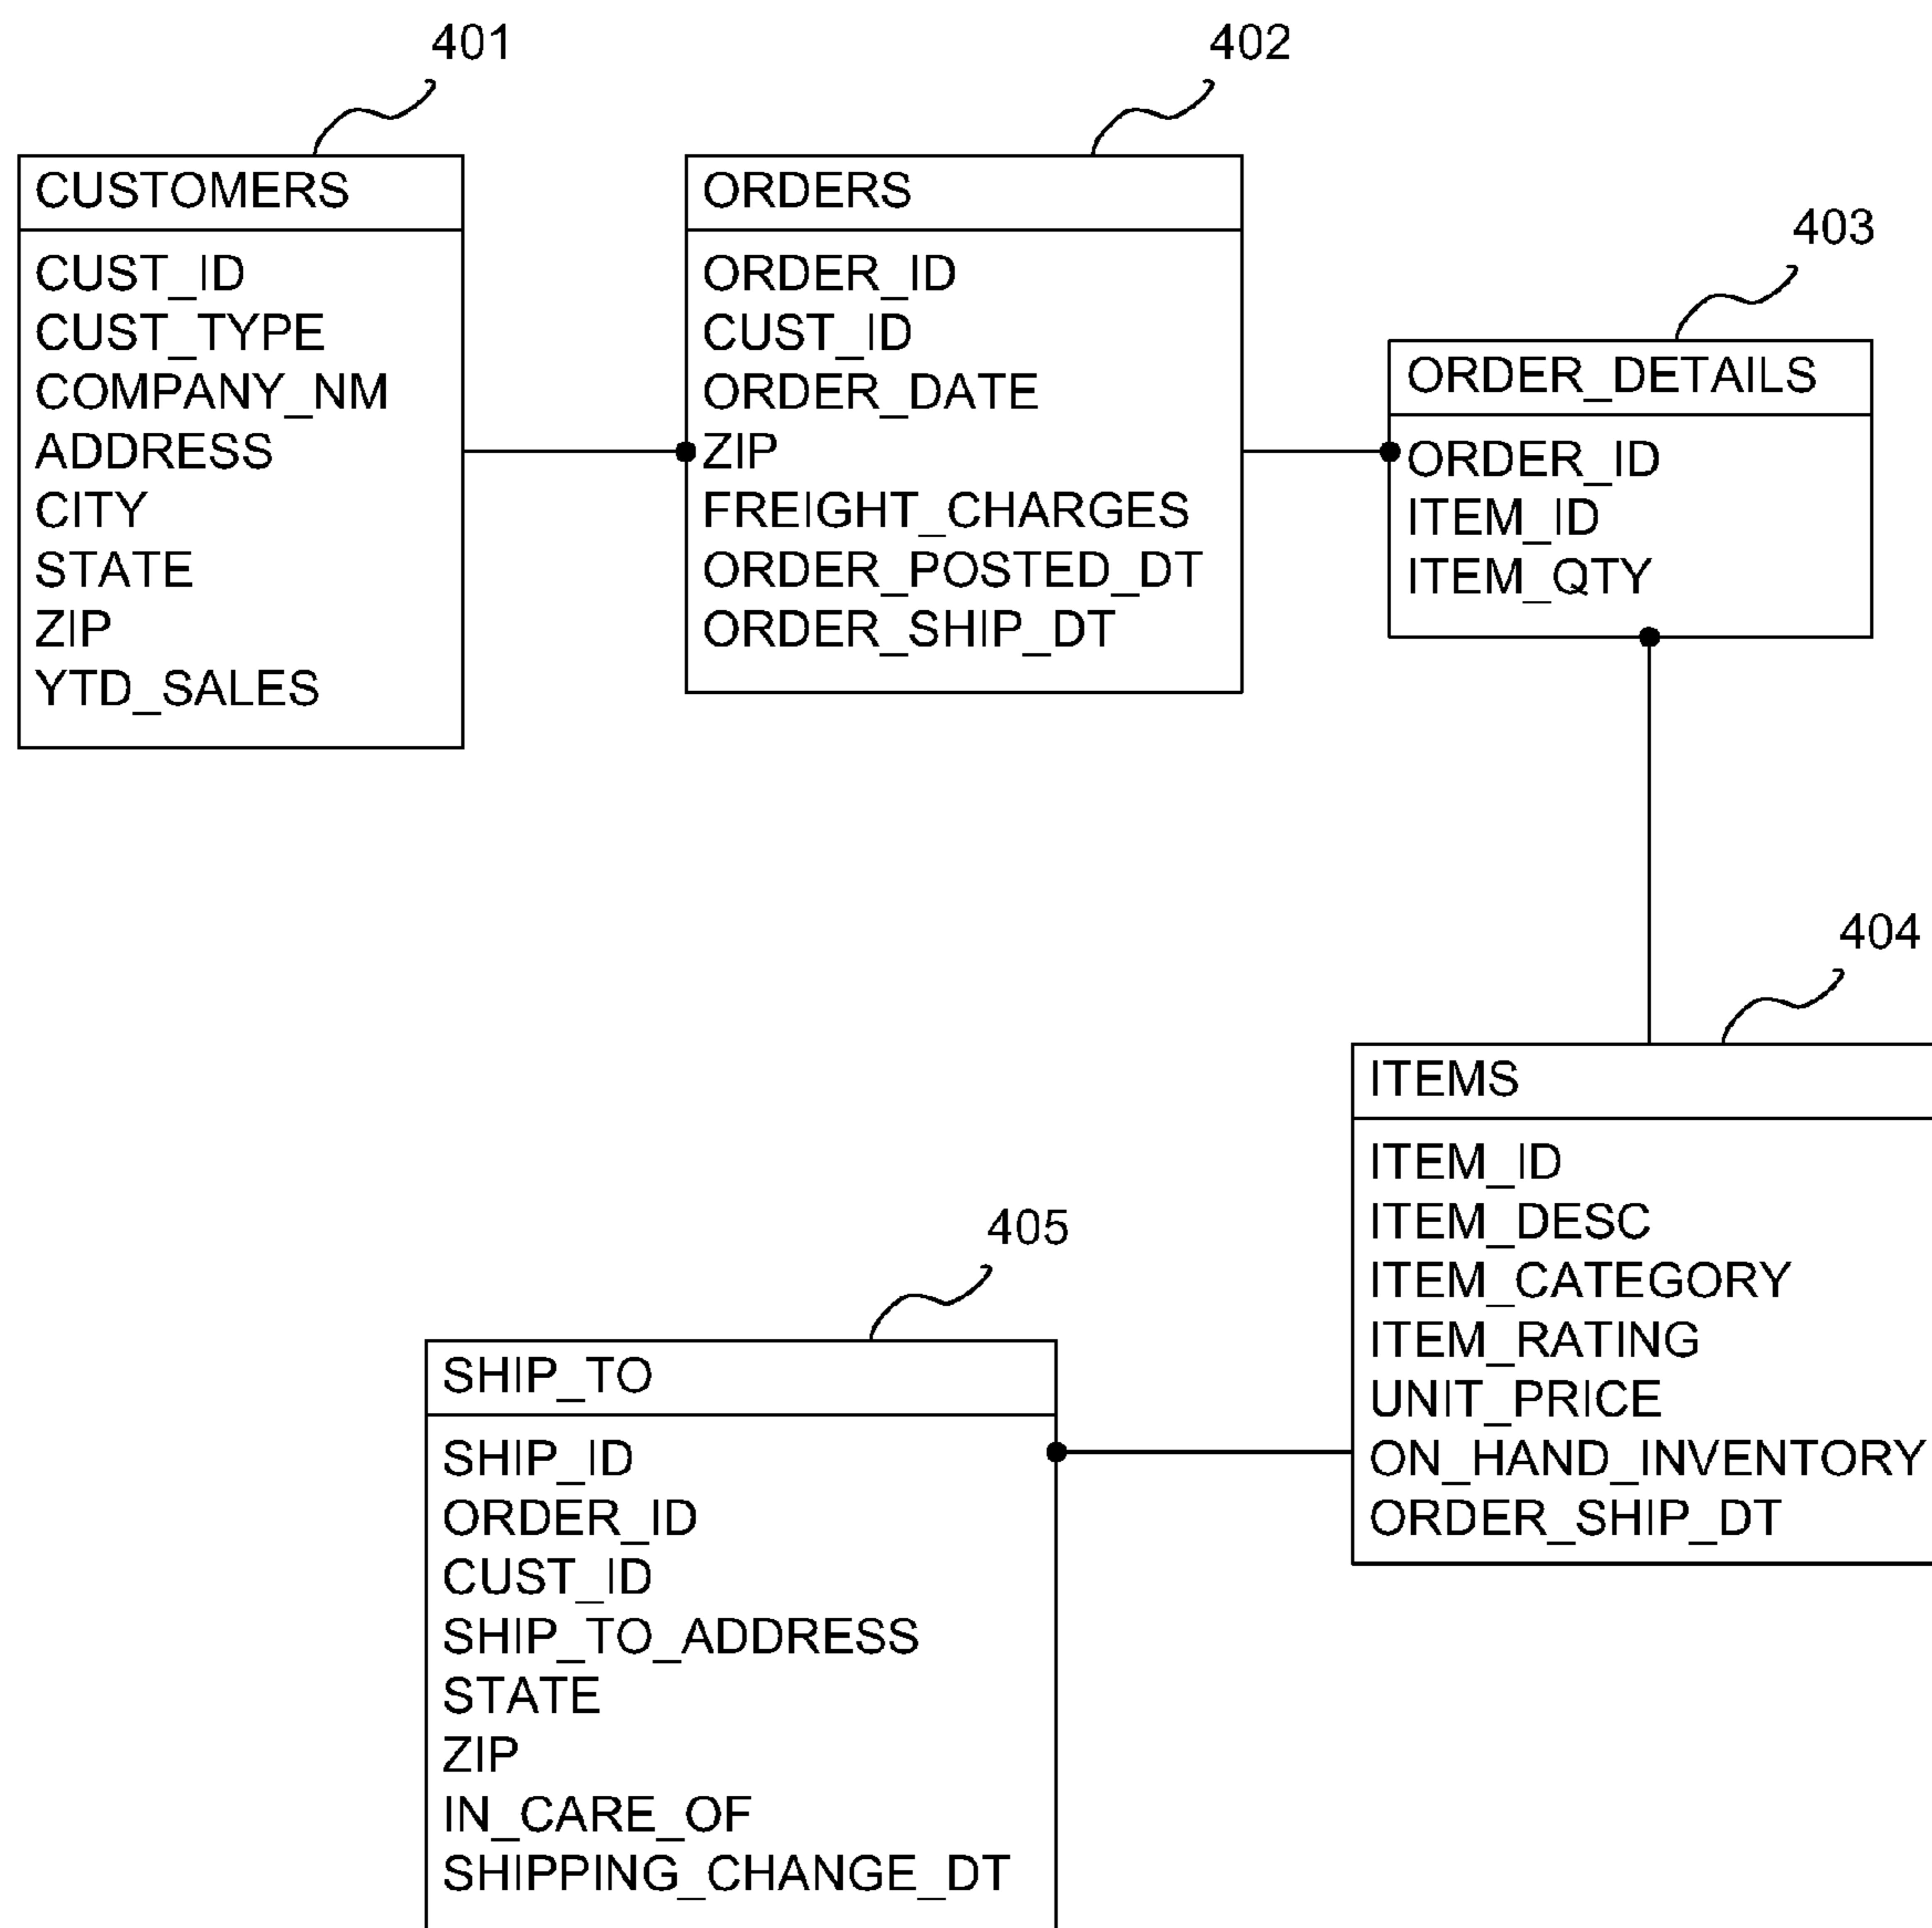 401
CUSTOMERS
CUST_ID
CUST_TYPE
COMPANY_NM
ADDRESS
CITY
STATE
ZIP
YTD_SALES
402
ORDERS
ORDER_ID
CUST_ID
ORDER_DATE
ZIP
FREIGHT_CHARGES
ORDER_POSTED_DT
ORDER_SHIP_DT
403
ORDER_DETAILS
ORDER_ID
ITEM_ID
ITEM_QTY
404
ITEMS
ITEM_ID
ITEM_DESC
ITEM_CATEGORY
ITEM_RATING
UNIT_PRICE
ON_HAND_INVENTORY
ORDER_SHIP_DT
405
SHIP_TO
SHIP_ID
ORDER_ID
CUST_ID
SHIP_TO_ADDRESS
STATE
ZIP
IN_CARE_OF
SHIPPING_CHANGE_DT